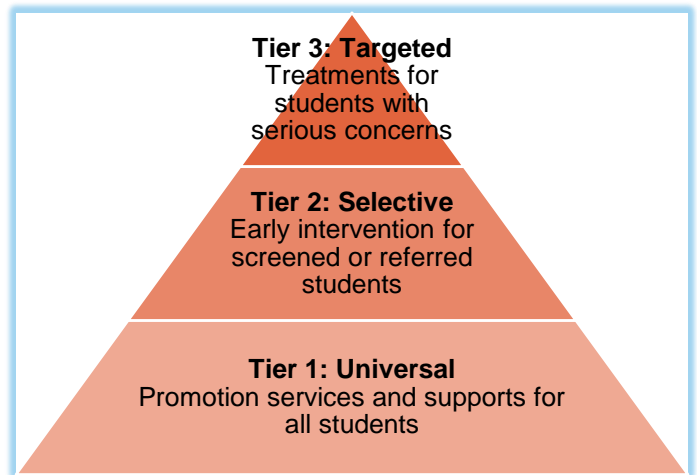 Tier 3: Targeted
Treatments for
students with
serious concerns
Tier 2: Selective
Early intervention for
screened or referred
students
Tier 1: Universal
Promotion services and supports for
all students